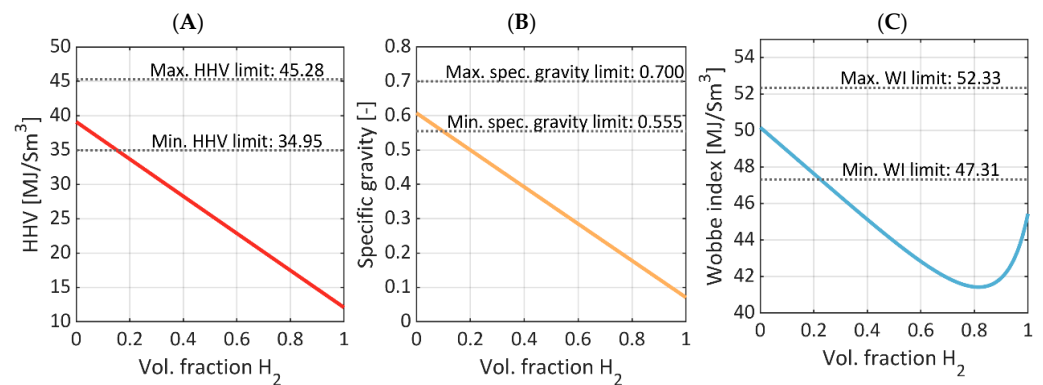 (A)
HHV [MJ/Sm³]
50
45
40
35
30
25
20
15
10
Max. HHV limit: 45.28
Min. HHV limit: 34.95
0 0.2 0.4 0.6 0.8 1
Vol. fraction H₂
(B)
Specific gravity [-]
0.8
0.7
0.6
0.5
0.4
0.3
0.2
0.1
0
Max. spec. gravity limit: 0.700
Min. spec. gravity limit: 0.555
0 0.2 0.4 0.6 0.8 1
Vol. fraction H₂
(C)
Wobbe index [MJ/Sm³]
54
52
50
48
46
44
42
40
Max. WI limit: 52.33
Min. WI limit: 47.31
0 0.2 0.4 0.6 0.8 1
Vol. fraction H₂